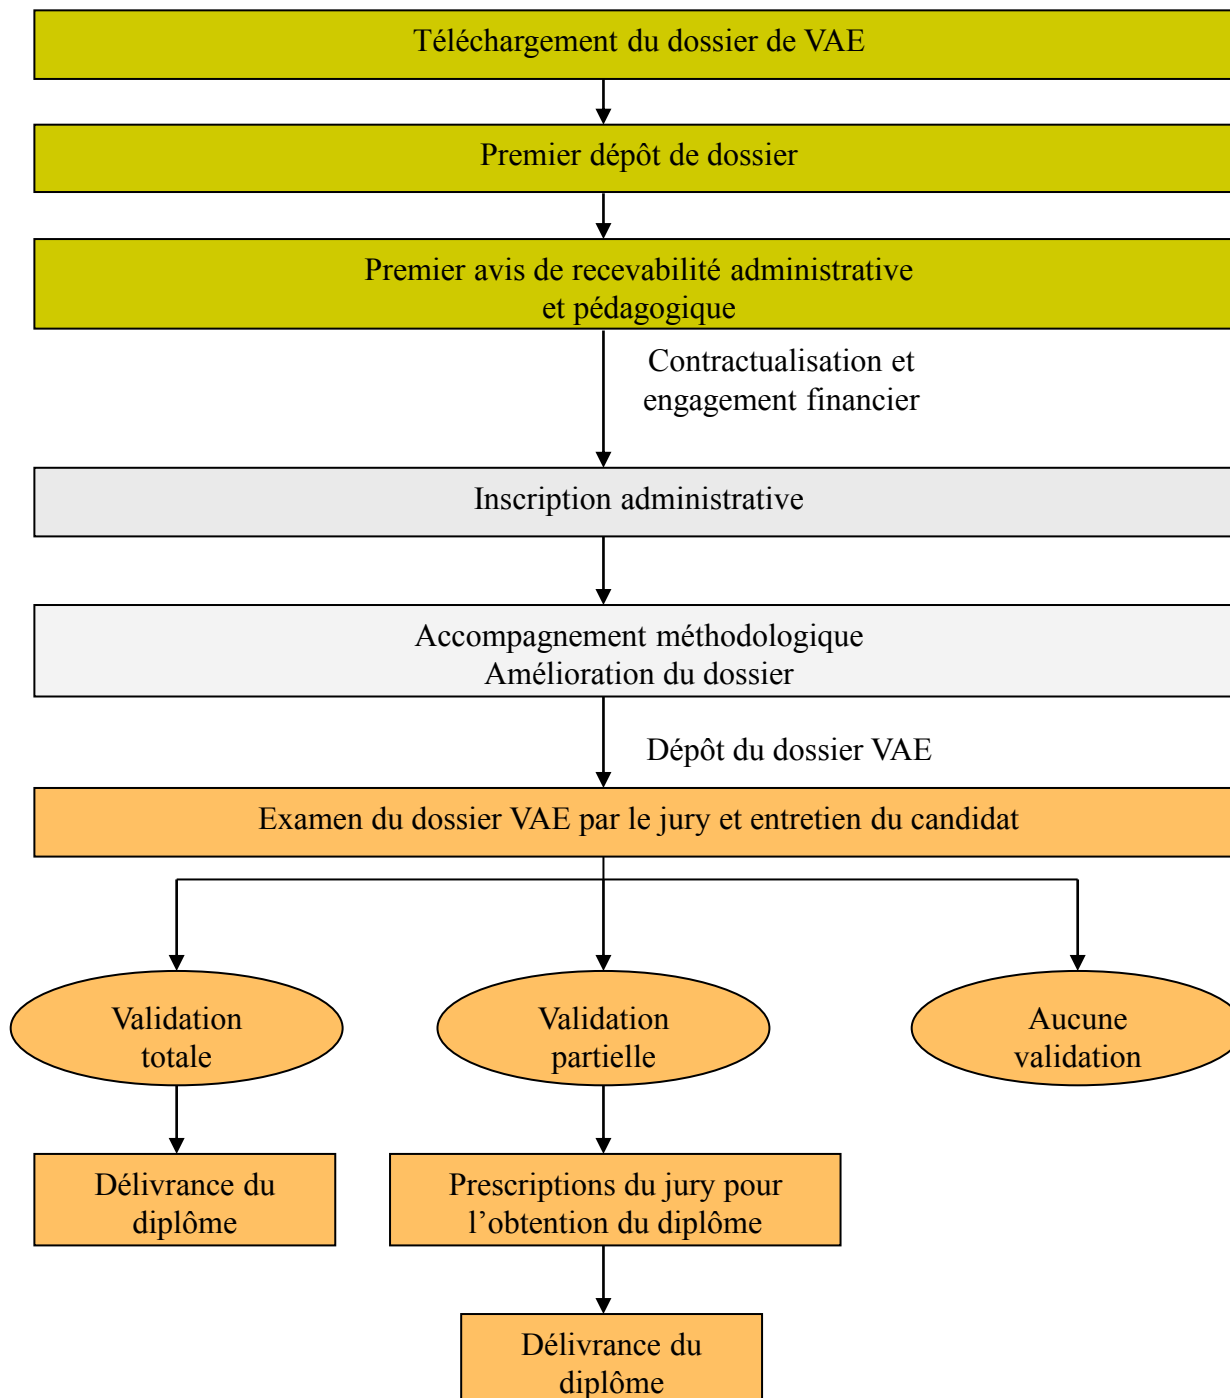 Téléchargement du dossier de VAE
Premier dépôt de dossier
Premier avis de recevabilité administrative
et pédagogique
Contractualisation et
engagement financier
Inscription administrative
Accompagnement méthodologique
Amélioration du dossier
Dépôt du dossier VAE
Examen du dossier VAE par le jury et entretien du candidat
Validation
totale
Validation
partielle
Aucune
validation
Délivrance du
diplôme
Prescriptions du jury pour
l’obtention du diplôme
Délivrance du
diplôme